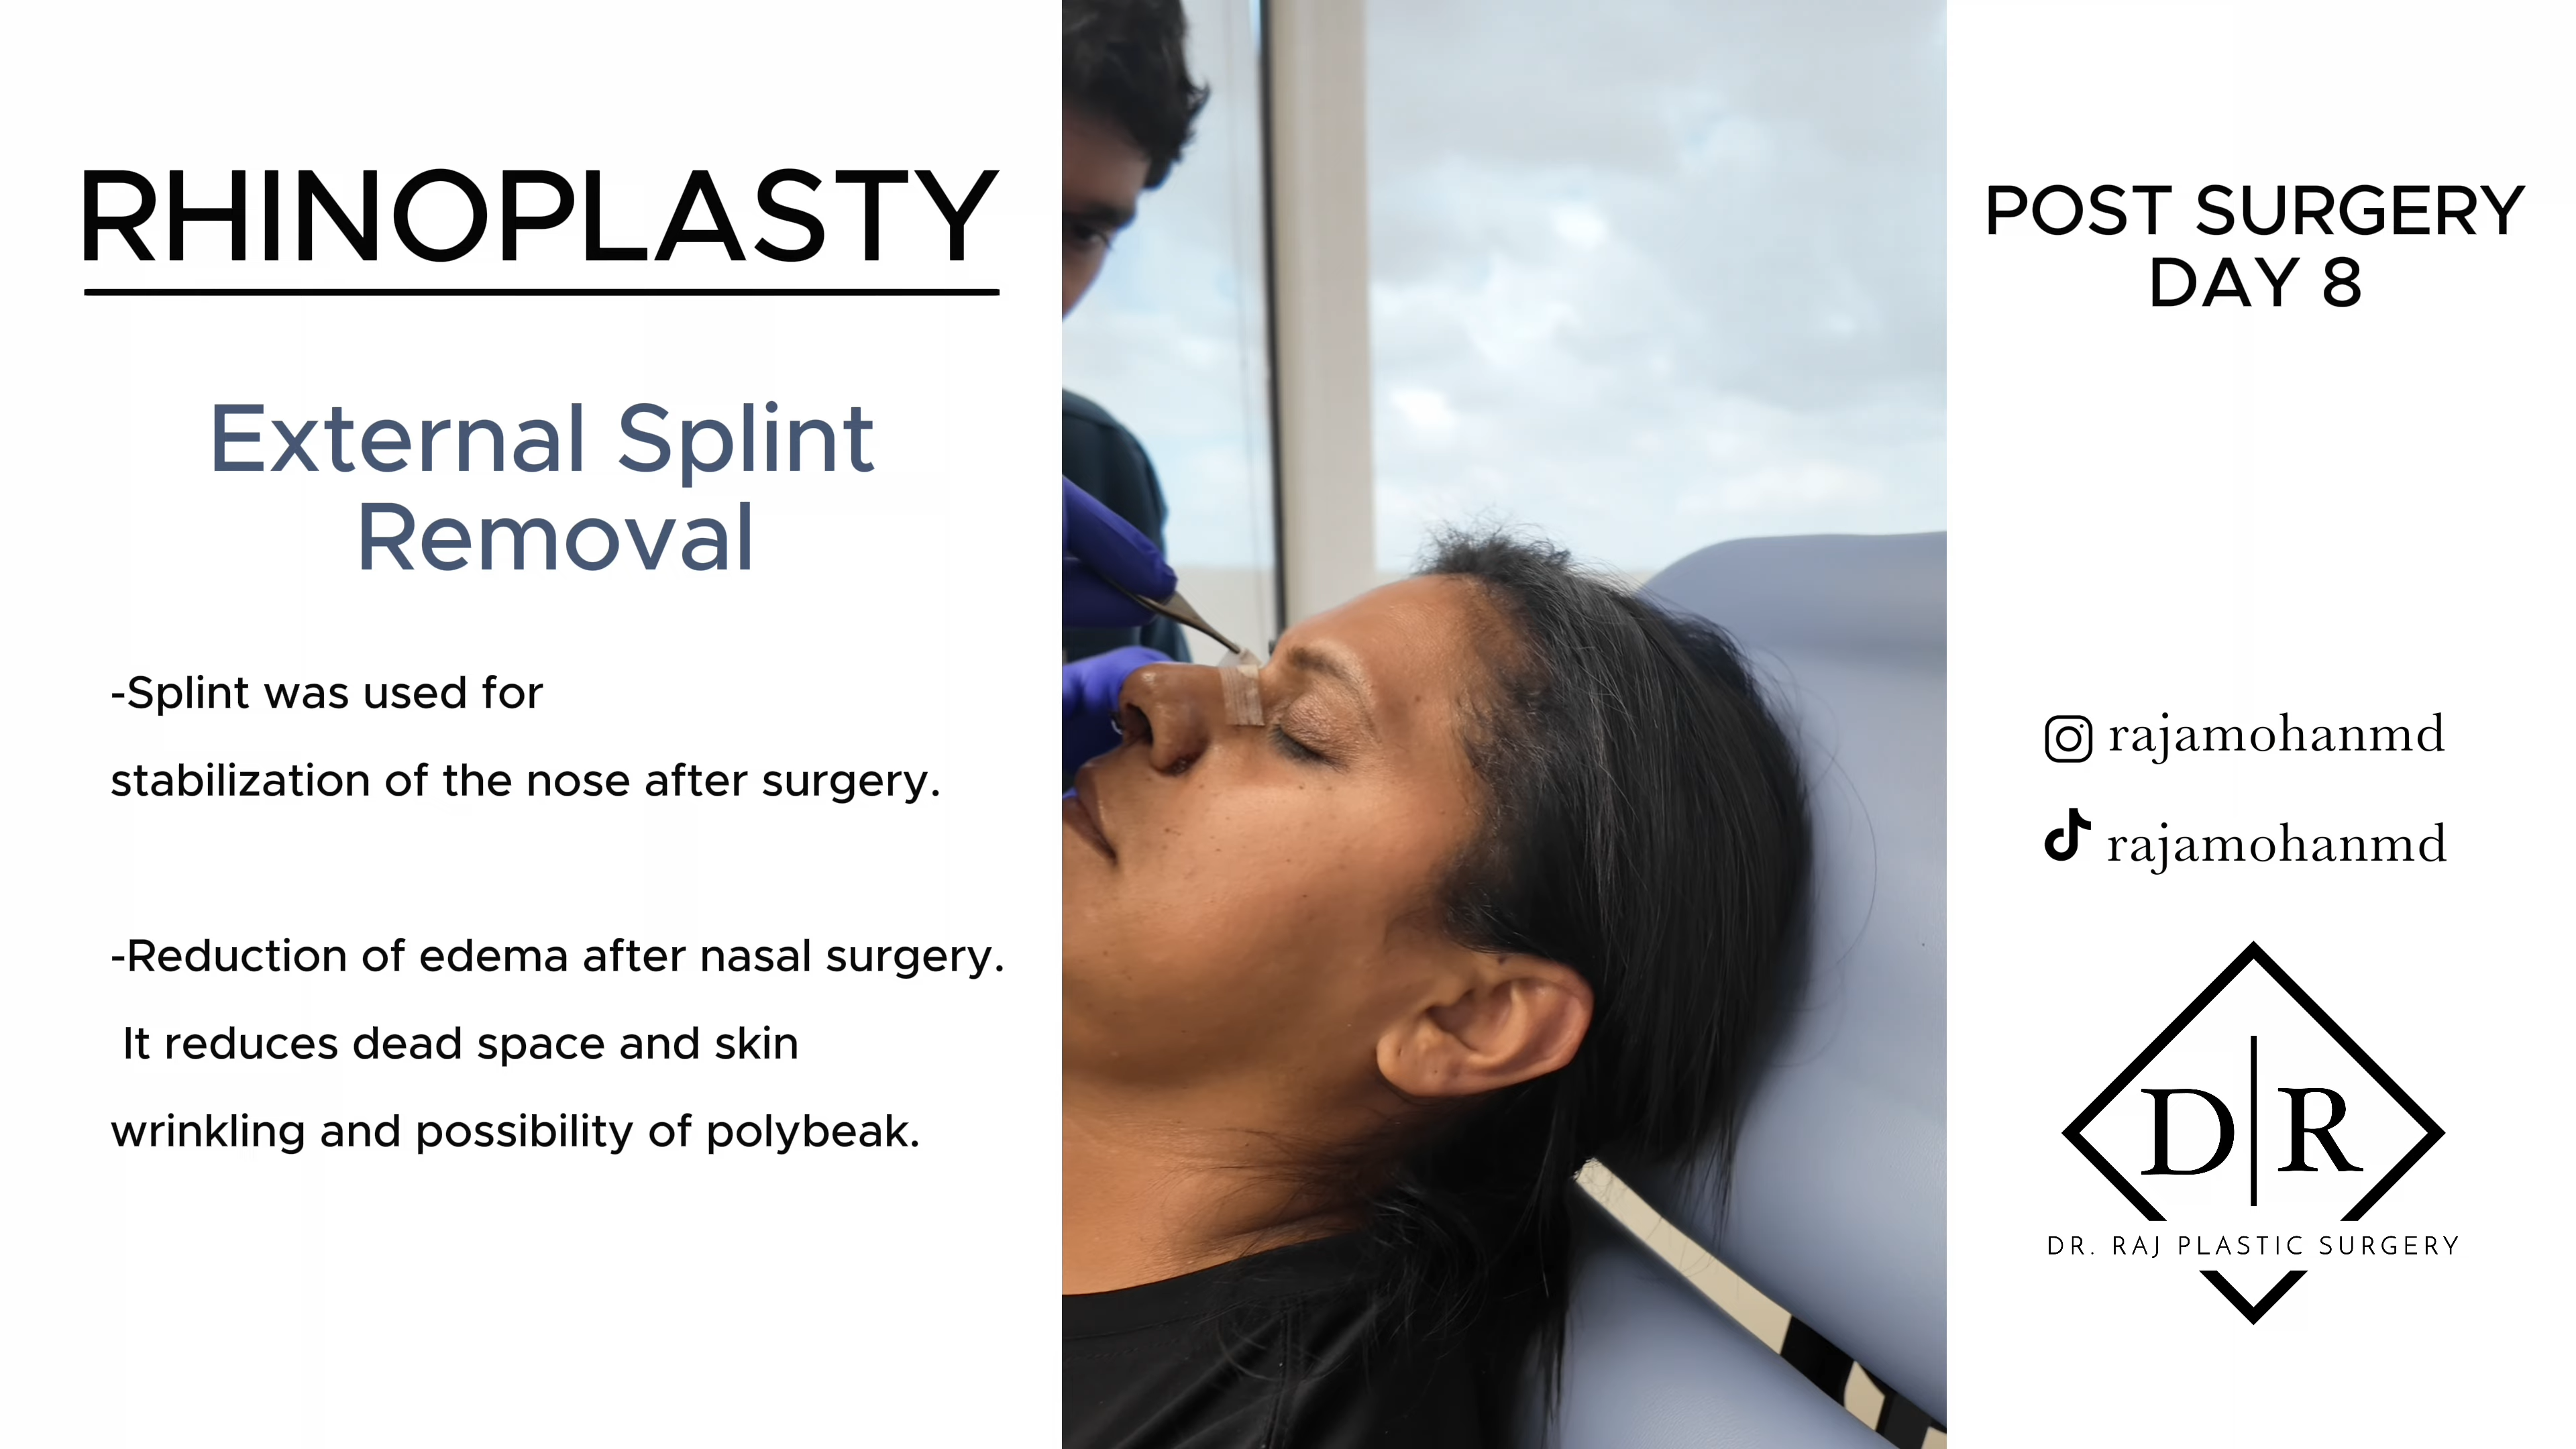 RHINOPLASTY
External Splint
Removal
-Splint was used for
stabilization of the nose after surgery.
-Reduction of edema after nasal surgery.
It reduces dead space and skin
wrinkling and possibility of polybeak.
POST SURGERY
DAY 8
rajamohanmd
rajamohanmd
D|R
DR. RAJ PLASTIC SURGERY